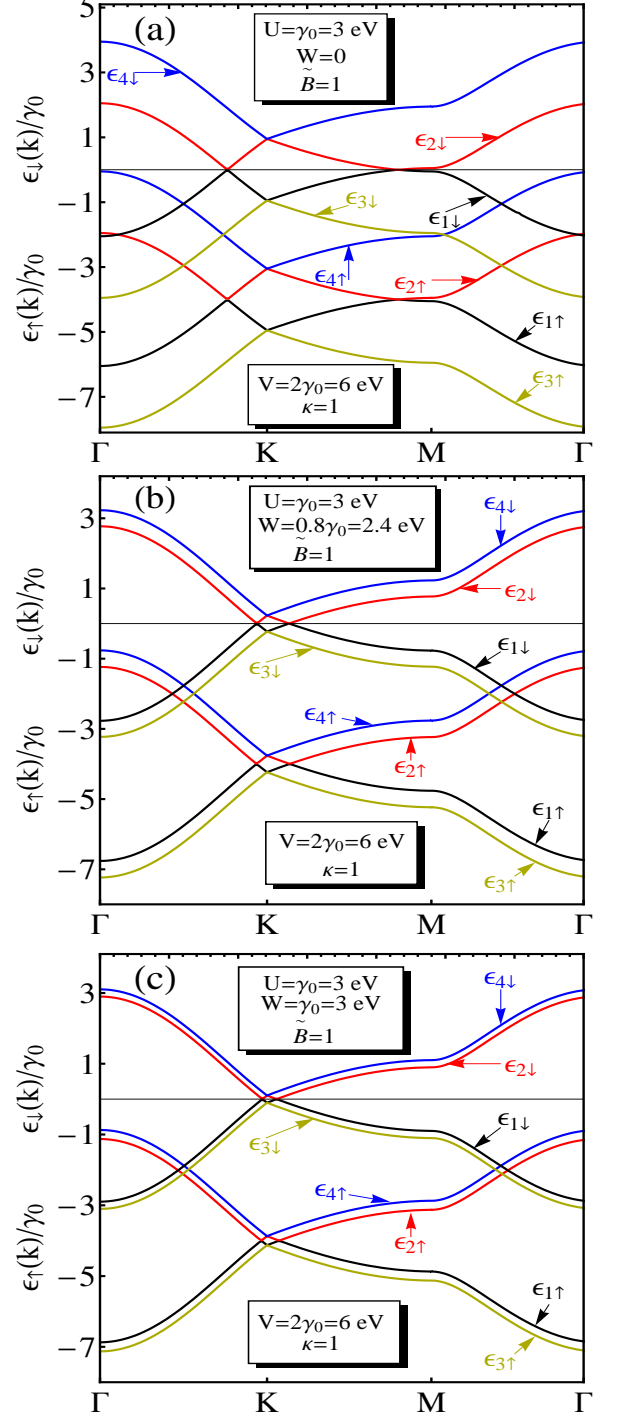 (a)
U=γ₀=3 eV
W=0
B̃=1
ϵ₄↓
ϵ₂↓
ϵ₃↓
ϵ₁↓
ϵ₄↑
ϵ₂↑
ϵ₁↑
ϵ₃↑
V=2γ₀=6 eV
κ=1
5
3
1
−1
−3
−5
−7
ϵ↓(k)/γ₀
ϵ↑(k)/γ₀
Γ K M Γ
(b)
U=γ₀=3 eV
W=0.8γ₀=2.4 eV
B̃=1
ϵ₄↓
ϵ₂↓
ϵ₁↓
ϵ₃↓
ϵ₄↑
ϵ₂↑
ϵ₁↑
ϵ₃↑
V=2γ₀=6 eV
κ=1
3
1
−1
−3
−5
−7
ϵ↓(k)/γ₀
ϵ↑(k)/γ₀
Γ K M Γ
(c)
U=γ₀=3 eV
W=γ₀=3 eV
B̃=1
ϵ₄↓
ϵ₂↓
ϵ₁↓
ϵ₃↓
ϵ₄↑
ϵ₂↑
ϵ₁↑
ϵ₃↑
V=2γ₀=6 eV
κ=1
3
1
−1
−3
−5
−7
ϵ↓(k)/γ₀
ϵ↑(k)/γ₀
Γ K M Γ